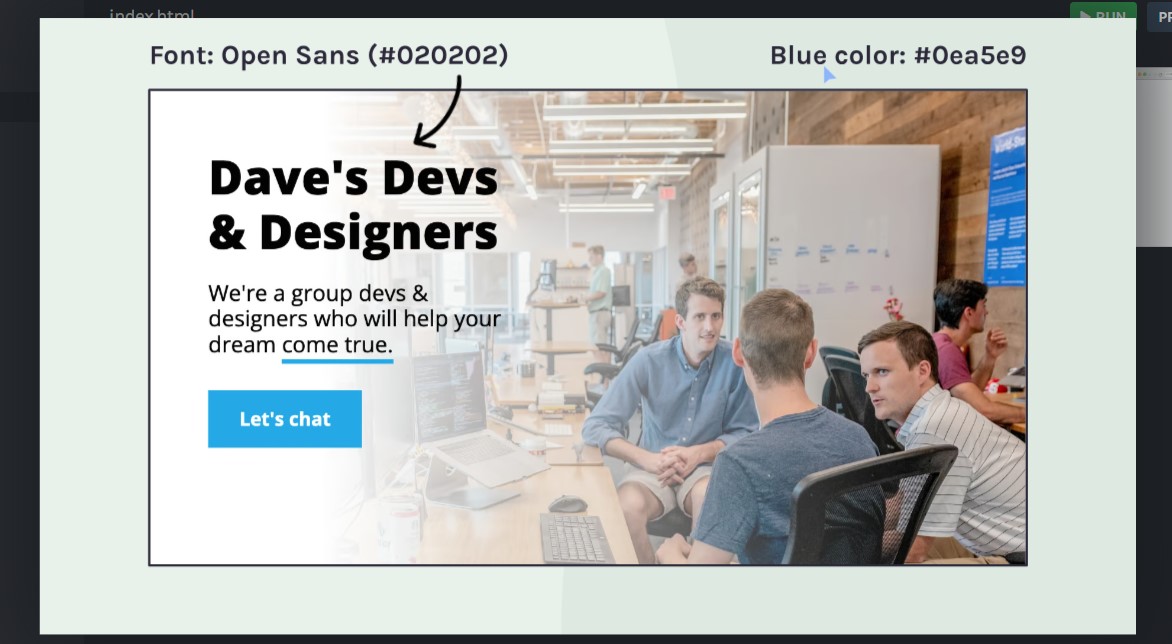 index.html
RUN
Font: Open Sans (#020202)
Blue color: #0ea5e9
Dave's Devs
& Designers
We're a group devs &
designers who will help your
dream come true.
Let's chat